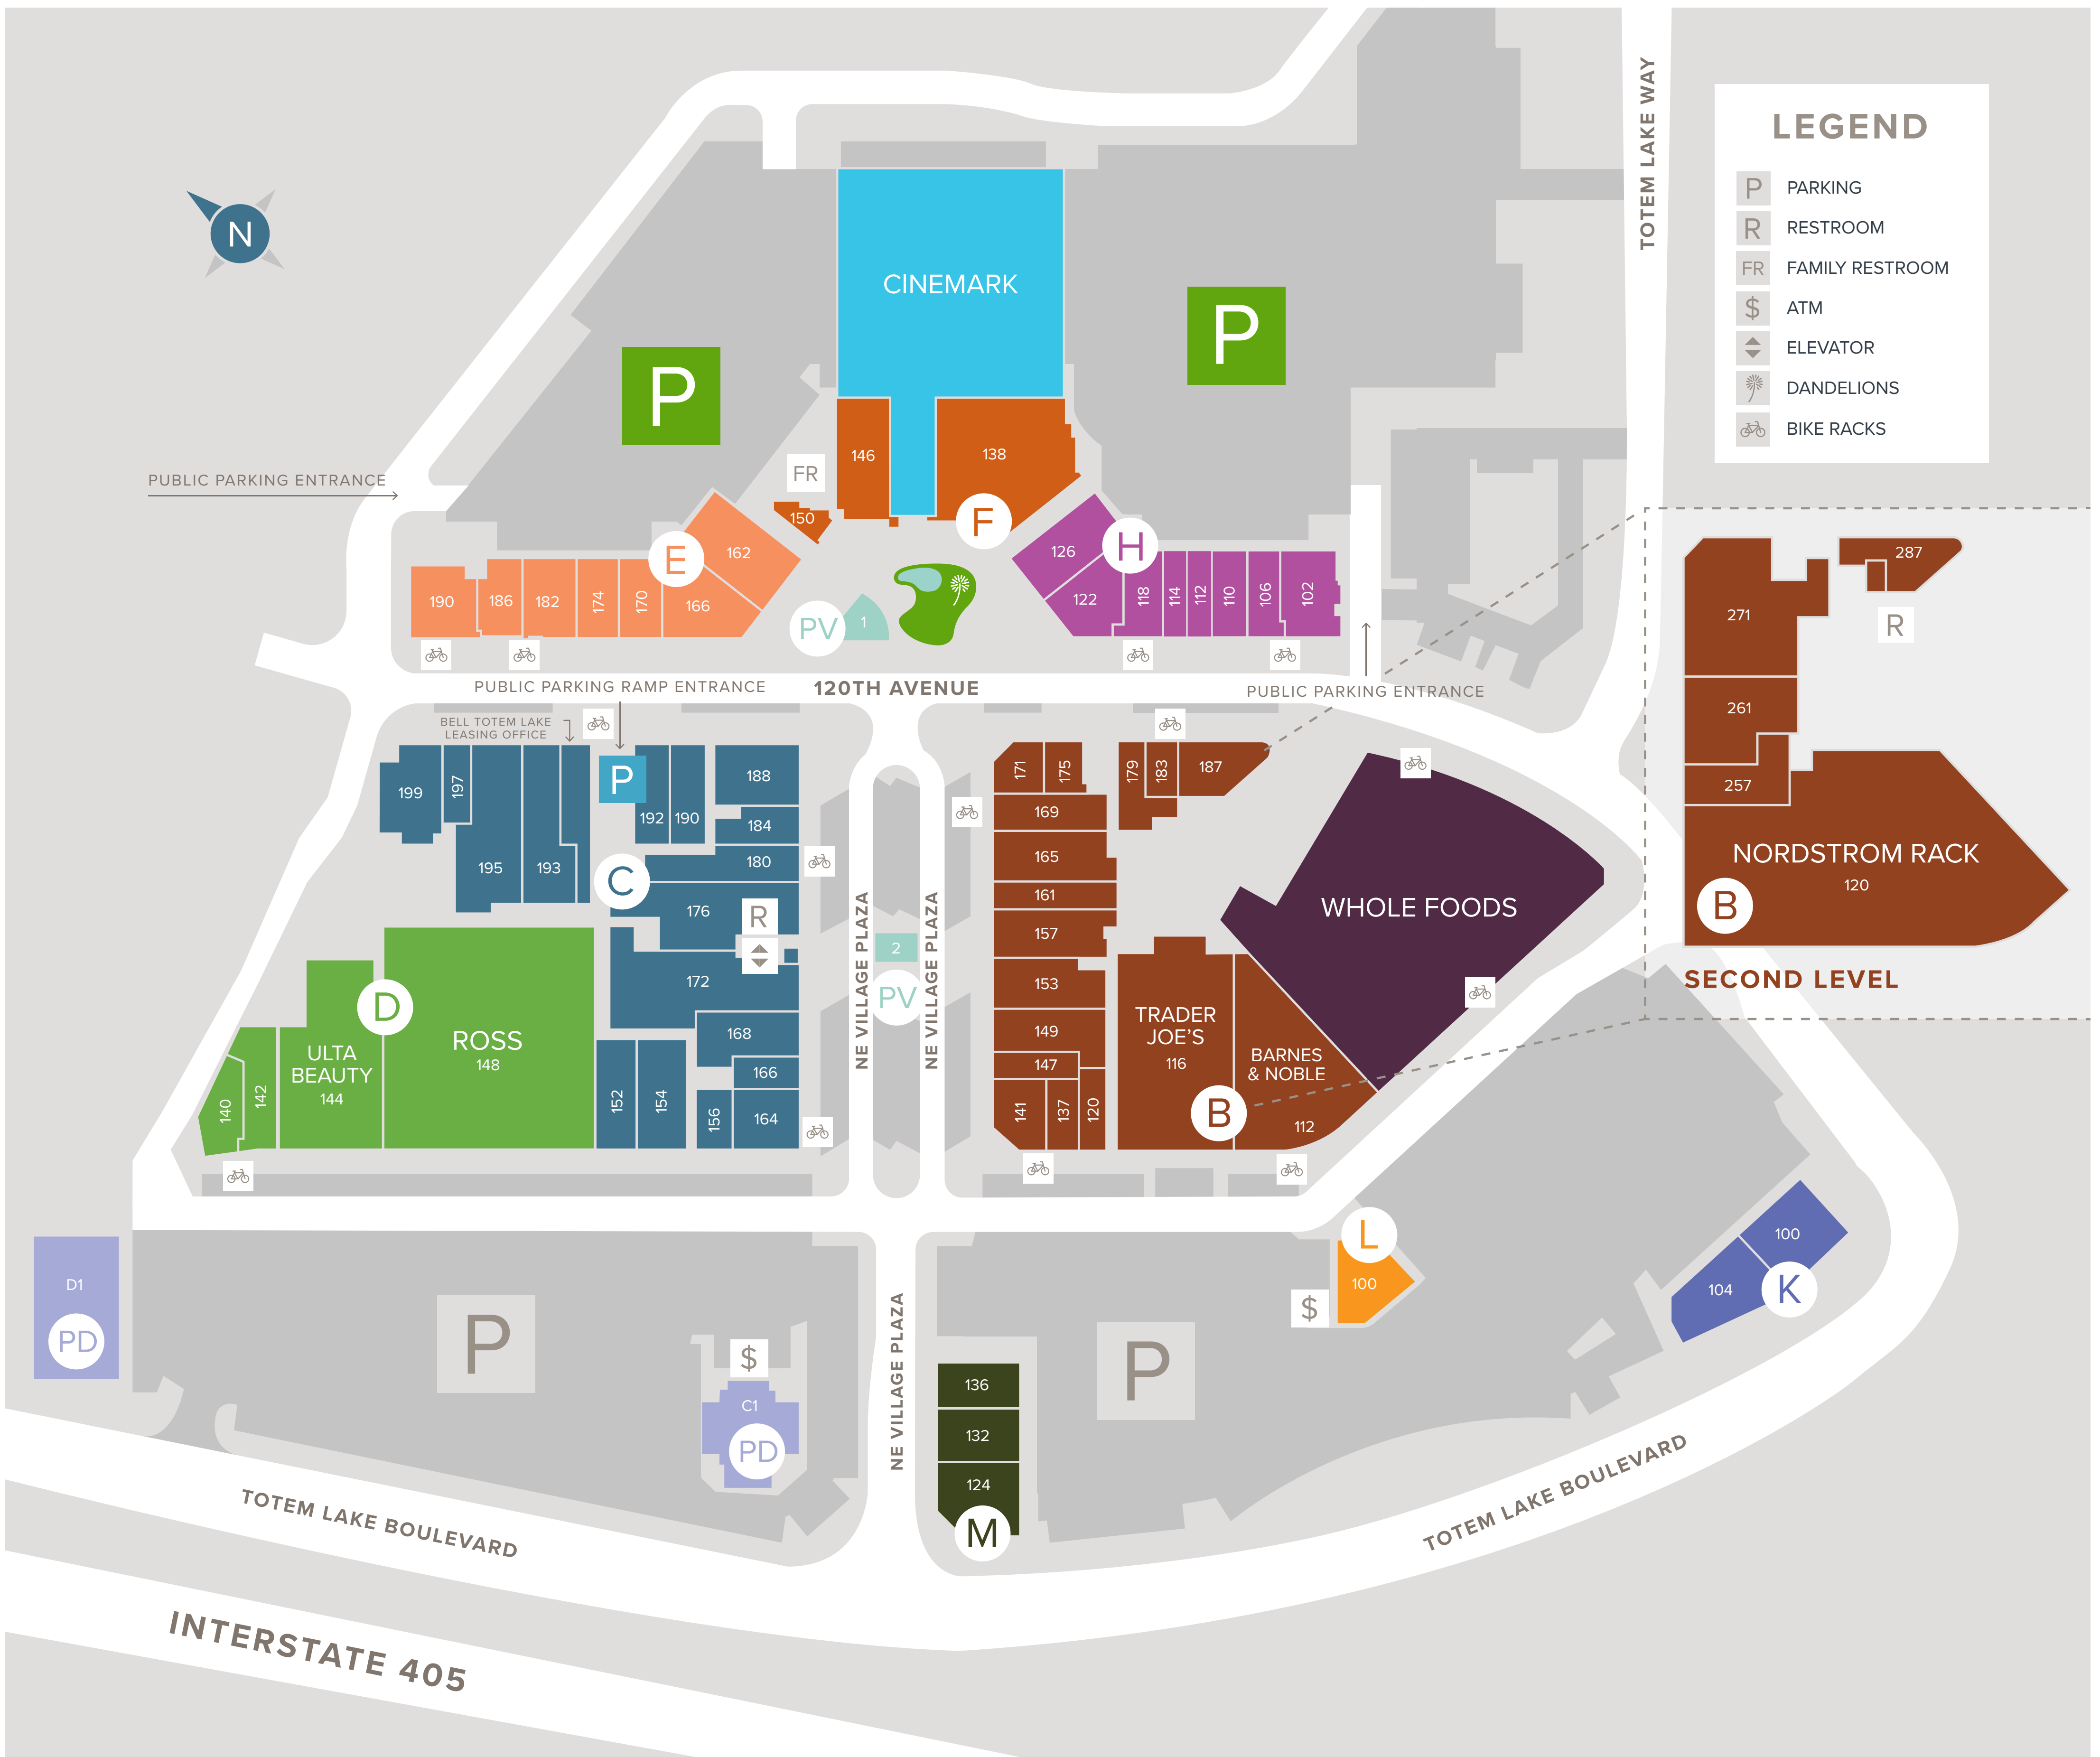 TOTEM LAKE WAY
LEGEND
P PARKING
R RESTROOM
FR FAMILY RESTROOM
$ ATM
ELEVATOR
DANDELIONS
BIKE RACKS
N
CINEMARK
P
P
PUBLIC PARKING ENTRANCE
FR
146
138
150
F
E
162
190
186
182
174
170
166
H
126
122
118
114
112
110
106
102
PV
1
PUBLIC PARKING RAMP ENTRANCE
120TH AVENUE
PUBLIC PARKING ENTRANCE
BELL TOTEM LAKE
LEASING OFFICE
199
197
195
193
P
192
190
188
184
180
C
176
R
172
168
166
164
152
154
156
D
ROSS
148
ULTA
BEAUTY
144
142
140
NE VILLAGE PLAZA
NE VILLAGE PLAZA
2
PV
171
175
179
183
187
169
165
161
157
153
149
147
141
137
120
TRADER
JOE'S
116
BARNES
& NOBLE
112
B
WHOLE FOODS
271
287
R
261
257
NORDSTROM RACK
120
B
SECOND LEVEL
D1
PD
P
$
C1
PD
NE VILLAGE PLAZA
136
132
124
M
P
L
100
$
100
104
K
TOTEM LAKE BOULEVARD
TOTEM LAKE BOULEVARD
INTERSTATE 405